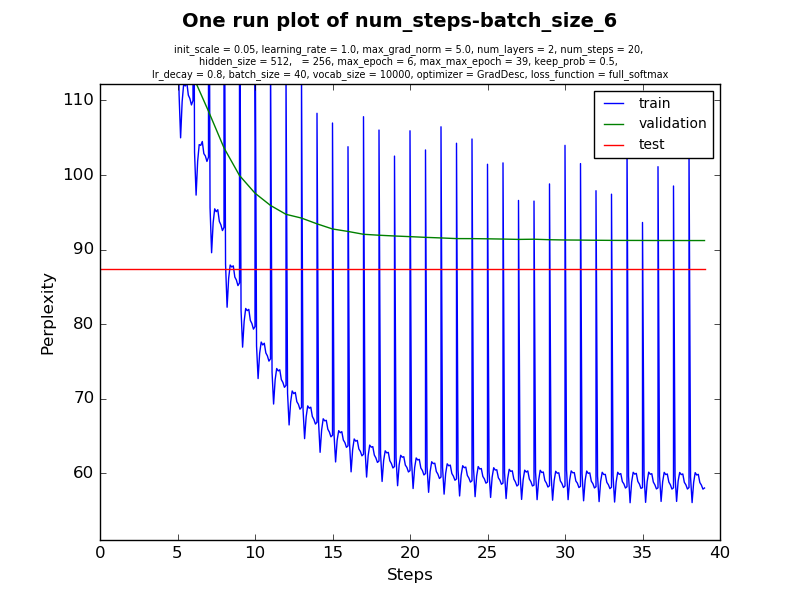 One run plot of num_steps-batch_size_6
init_scale = 0.05, learning_rate = 1.0, max_grad_norm = 5.0, num_layers = 2, num_steps = 20,
hidden_size = 512,   = 256, max_epoch = 6, max_max_epoch = 39, keep_prob = 0.5,
lr_decay = 0.8, batch_size = 40, vocab_size = 10000, optimizer = GradDesc, loss_function = full_softmax
train
validation
test
110
100
90
80
70
60
Perplexity
0 5 10 15 20 25 30 35 40
Steps